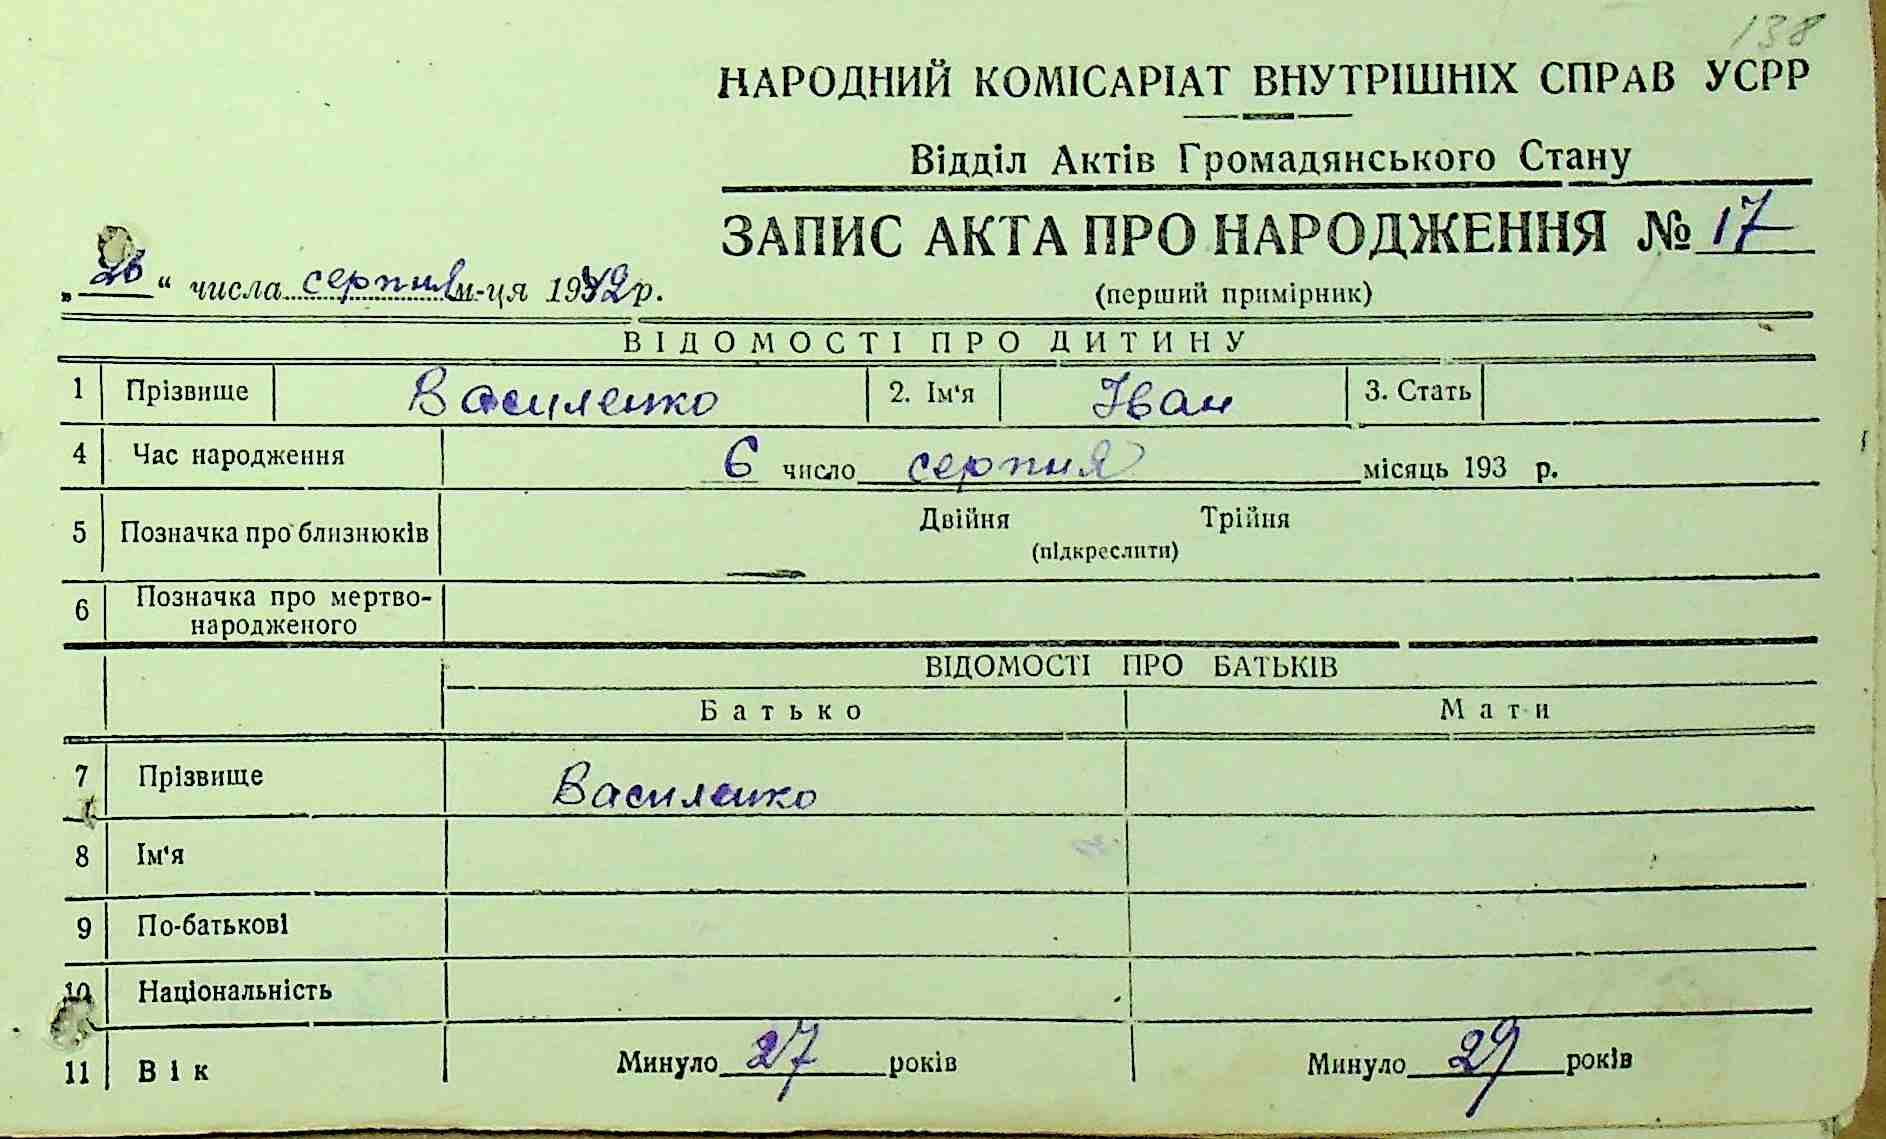 138
НАРОДНИЙ КОМІСАРІАТ ВНУТРІШНІХ СПРАВ УСРР
Відділ Актів Громадянського Стану
ЗАПИС АКТА ПРО НАРОДЖЕННЯ № 17
„26“ числа серпня м-ця 1942 р.
(перший примірник)
ВІДОМОСТІ ПРО ДИТИНУ
1 Прізвище Василенко 2. Ім'я Іван 3. Стать
4 Час народження 6 число серпня місяць 193 р.
5 Позначка про близнюків Двійня Трійня
(підкреслити)
6 Позначка про мертво-
народженого
ВІДОМОСТІ ПРО БАТЬКІВ
Батько Мати
7 Прізвище Василенко
8 Ім'я
9 По-батькові
10 Національність
11 Вік Минуло 27 років Минуло 29 років